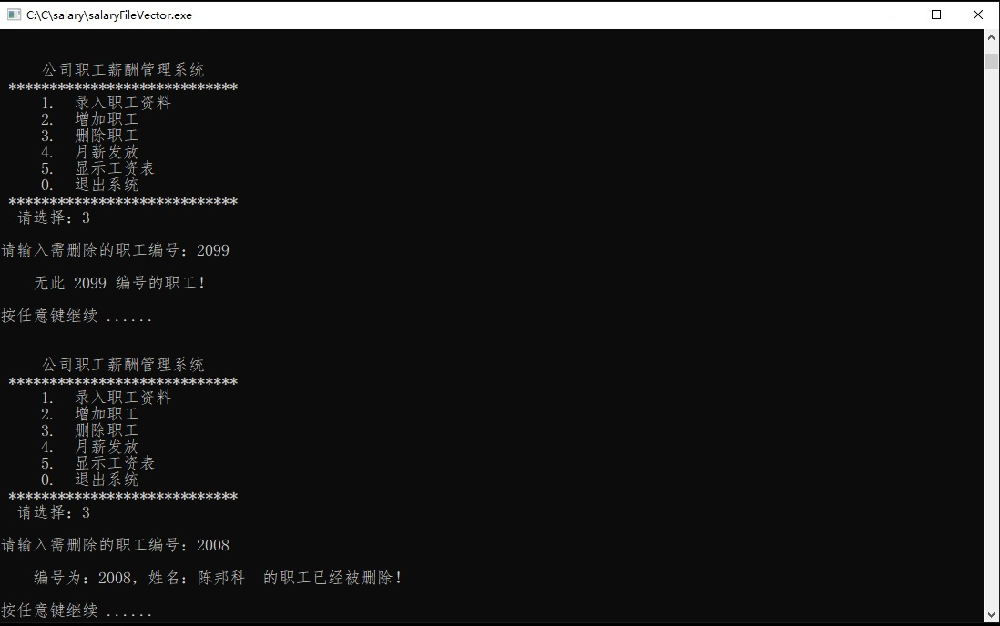 C:\C\salary\salaryFileVector.exe
公司职工薪酬管理系统
****************************
1. 录入职工资料
2. 增加职工
3. 删除职工
4. 月薪发放
5. 显示工资表
0. 退出系统
****************************
请选择：3
请输入需删除的职工编号：2099
无此 2099 编号的职工！
按任意键继续 ......
公司职工薪酬管理系统
****************************
1. 录入职工资料
2. 增加职工
3. 删除职工
4. 月薪发放
5. 显示工资表
0. 退出系统
****************************
请选择：3
请输入需删除的职工编号：2008
编号为：2008，姓名：陈邦科  的职工已经被删除！
按任意键继续 ......